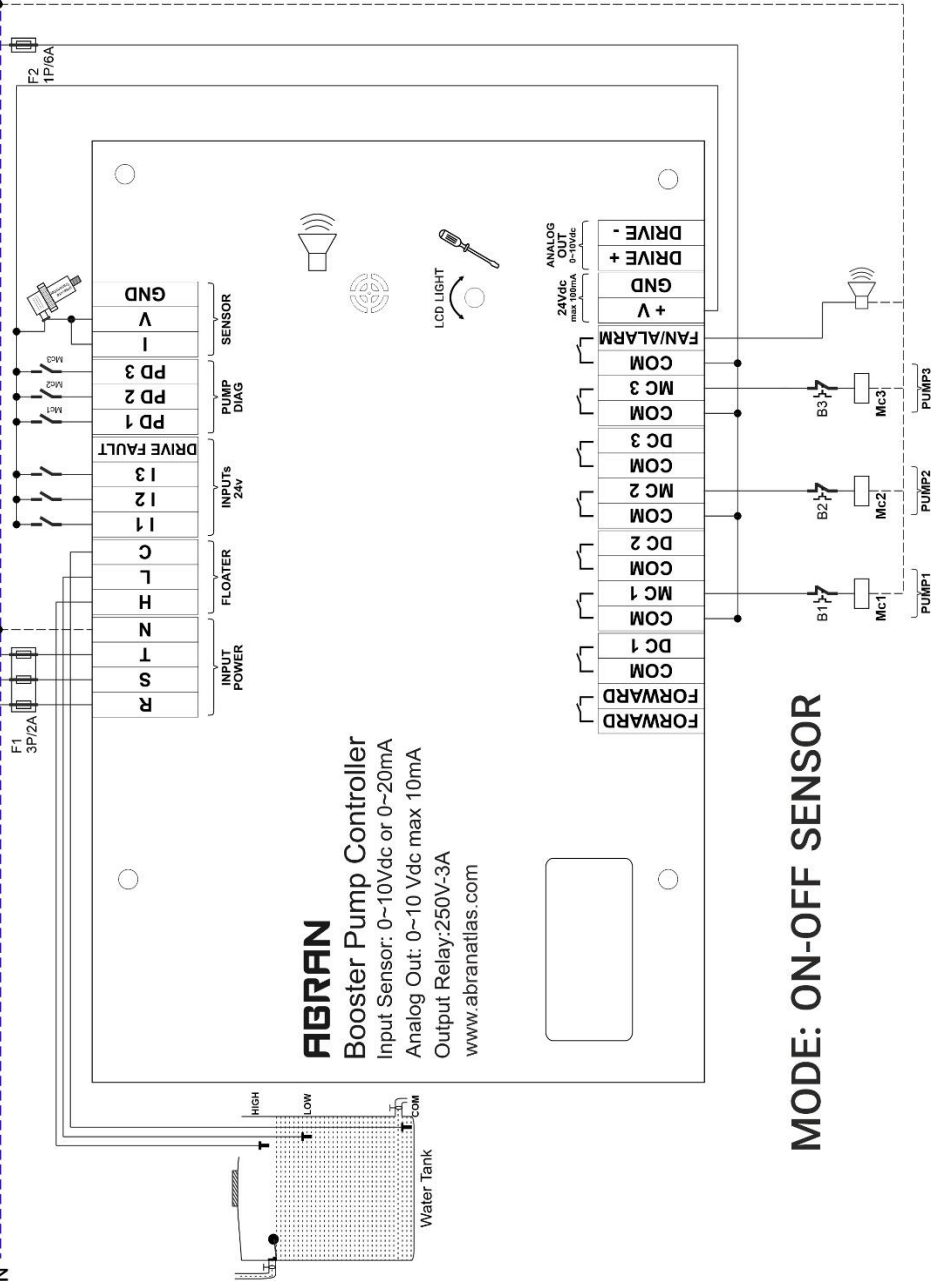 N
F1
3P/2A
F2
1P/6A
R
S
T
N
H
L
C
I 1
I 2
I 3
DRIVE FAULT
PD 1
PD 2
PD 3
I
V
GND
INPUT
POWER
FLOATER
INPUTs
24v
PUMP
DIAG
SENSOR
Mc1
Mc2
Mc3
HIGH
LOW
COM
Water Tank
ABRAN
Booster Pump Controller
Input Sensor: 0~10Vdc or 0~20mA
Analog Out: 0~10 Vdc max 10mA
Output Relay:250V-3A
www.abranatlas.com
LCD LIGHT
24Vdc
max 100mA
ANALOG
OUT
0~10Vdc
FORWARD
FORWARD
COM
DC 1
COM
MC 1
COM
DC 2
COM
MC 2
COM
DC 3
COM
MC 3
COM
FAN/ALARM
+ V
GND
DRIVE +
DRIVE -
B1
B2
B3
Mc1
Mc2
Mc3
PUMP1
PUMP2
PUMP3
MODE: ON-OFF SENSOR